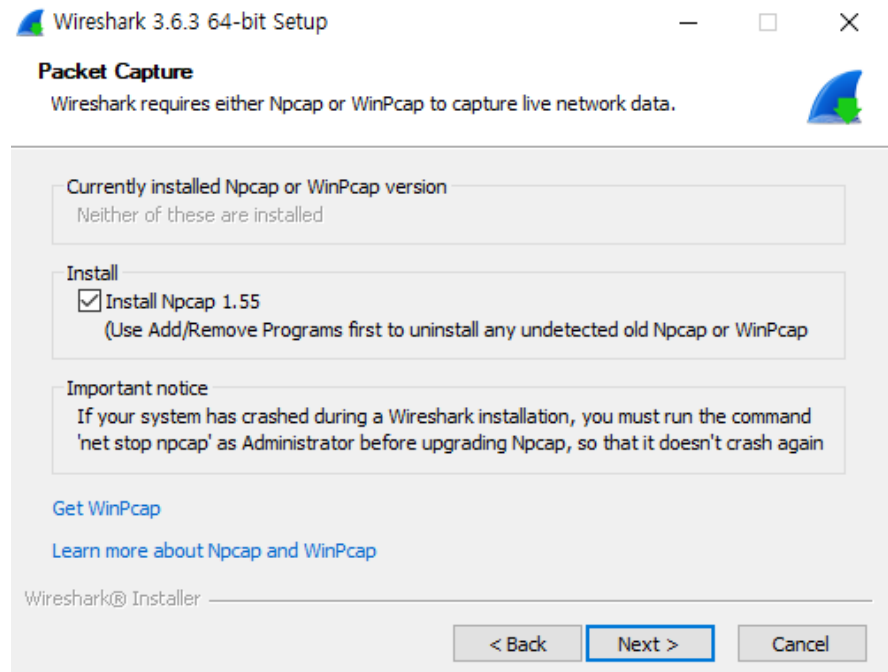 Wireshark 3.6.3 64-bit Setup
Packet Capture
Wireshark requires either Npcap or WinPcap to capture live network data.
Currently installed Npcap or WinPcap version
Neither of these are installed
Install
Install Npcap 1.55
(Use Add/Remove Programs first to uninstall any undetected old Npcap or WinPcap
Important notice
If your system has crashed during a Wireshark installation, you must run the command
'net stop npcap' as Administrator before upgrading Npcap, so that it doesn't crash again
Get WinPcap
Learn more about Npcap and WinPcap
Wireshark® Installer
< Back Next > Cancel